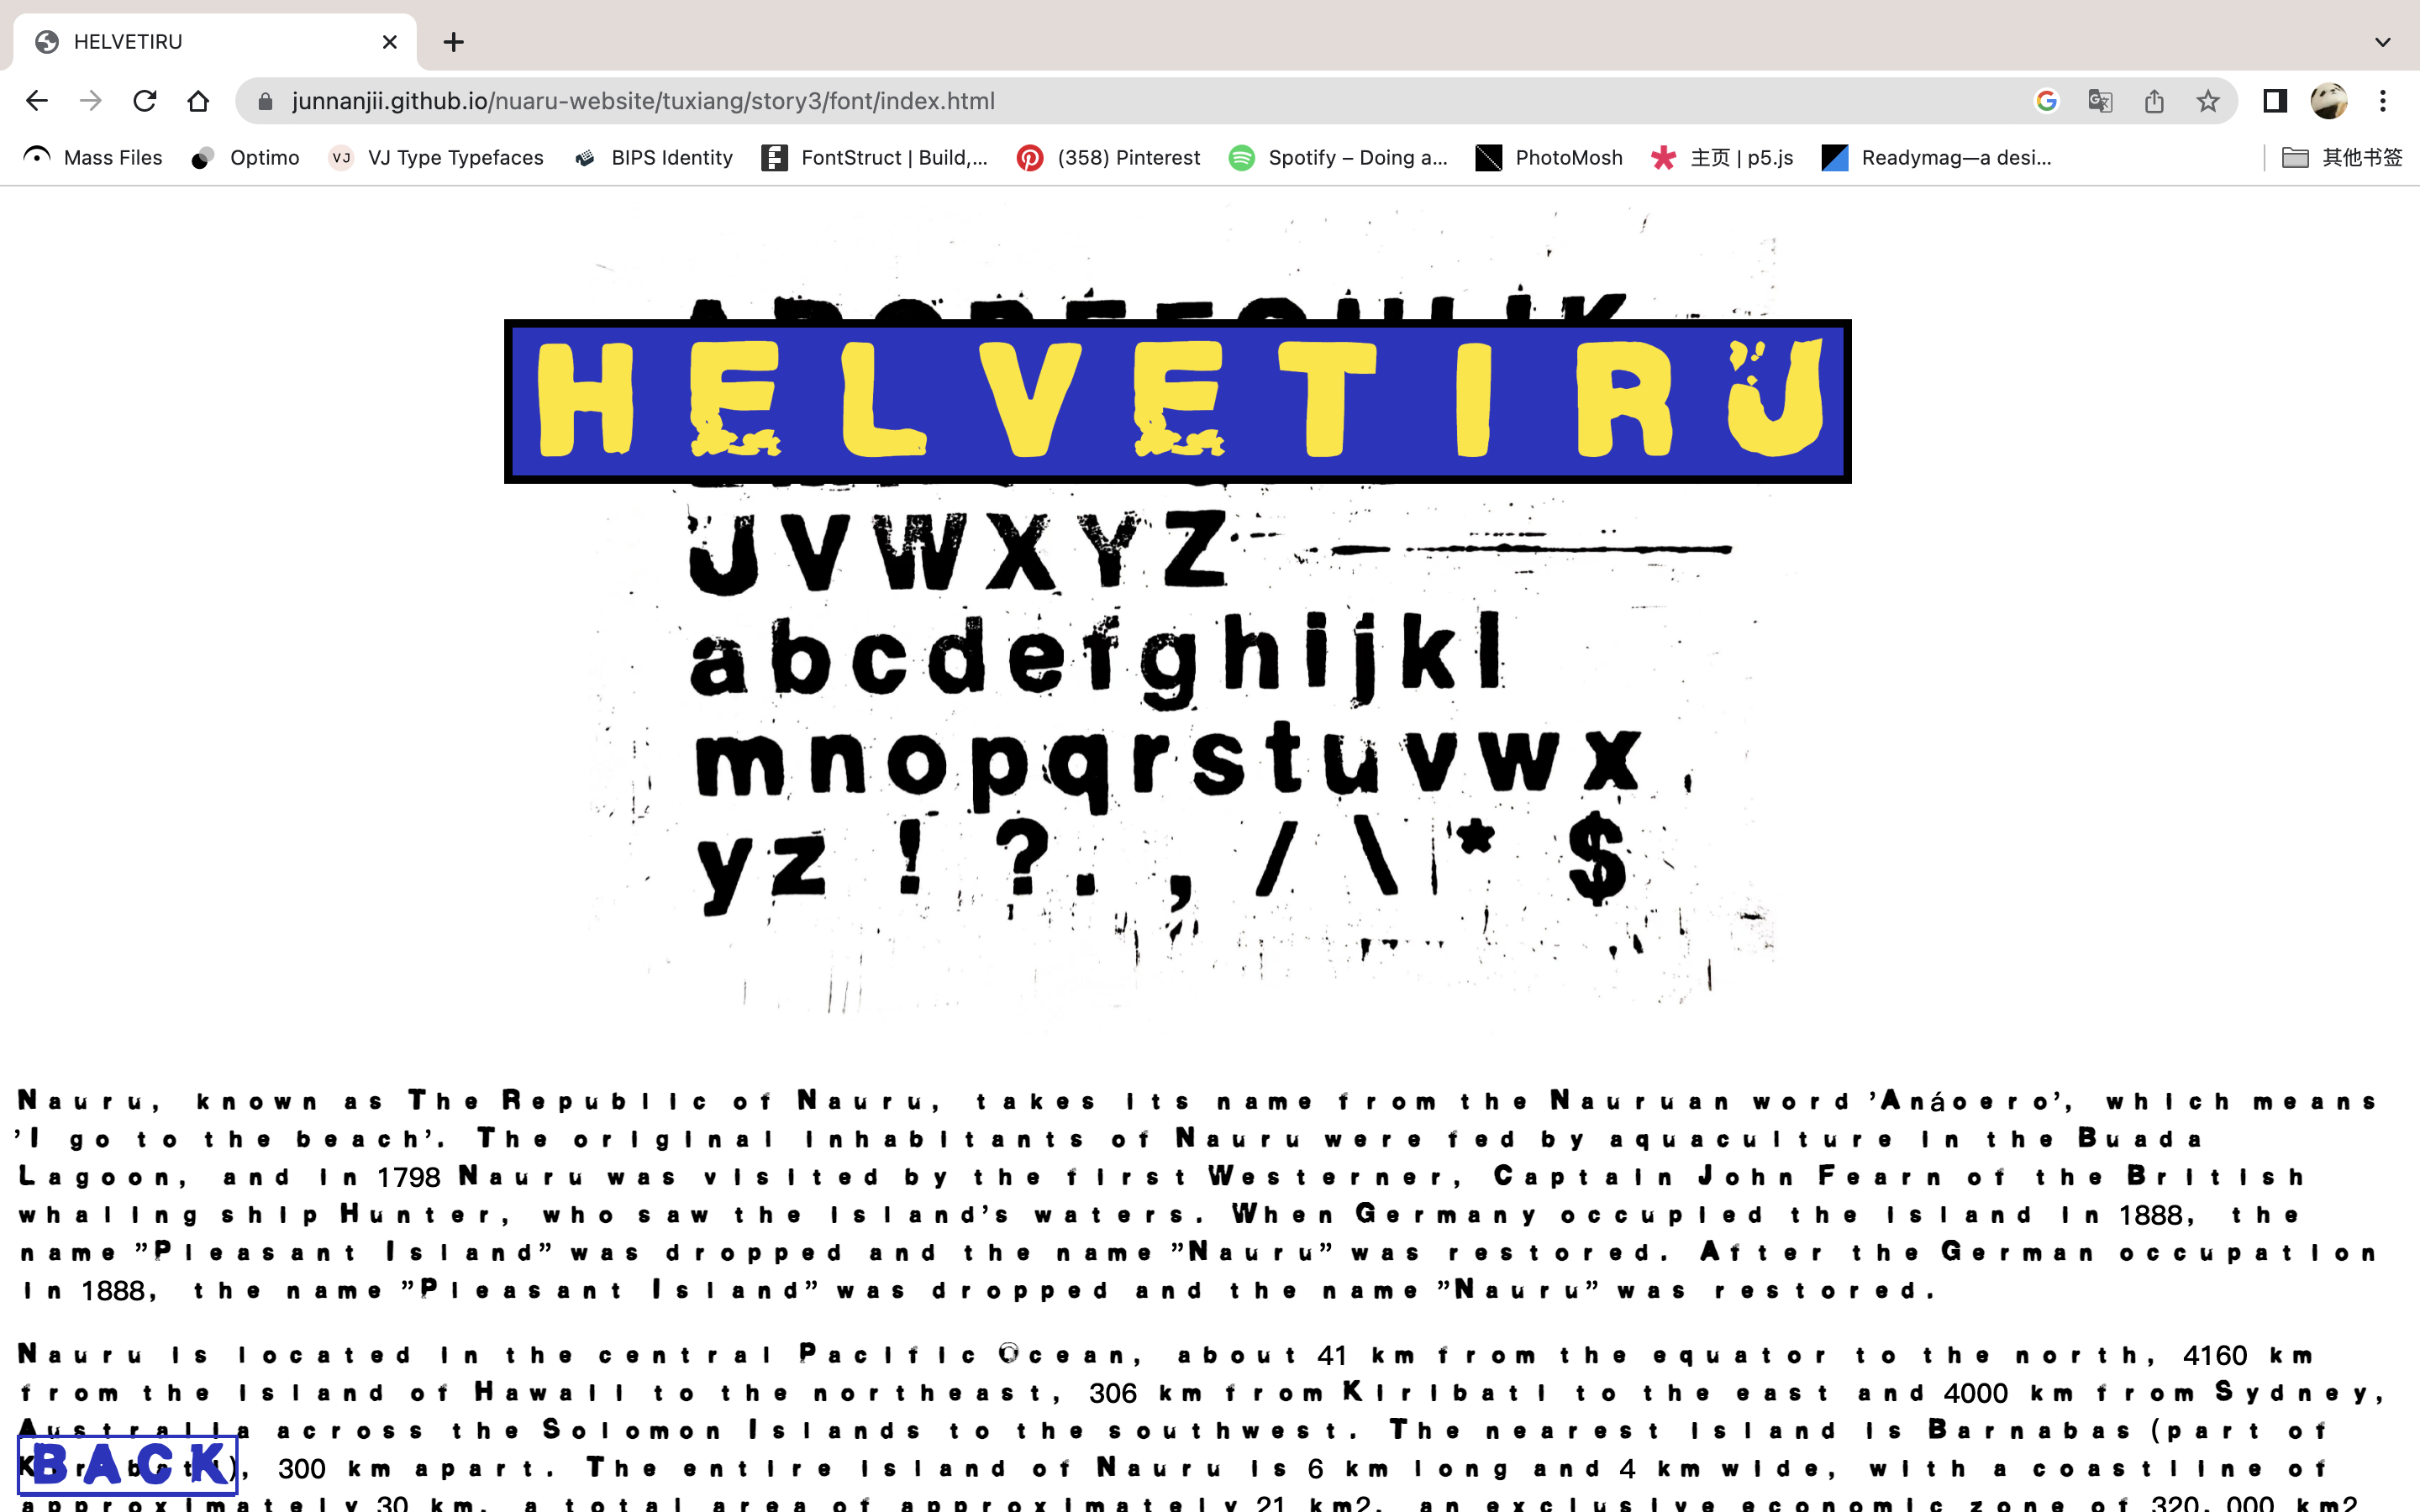 HELVETIRU
junnanjii.github.io/nuaru-website/tuxiang/story3/font/index.html
Mass Files
Optimo
VJ
VJ Type Typefaces
BIPS Identity
FontStruct | Build,...
(358) Pinterest
Spotify – Doing a...
PhotoMosh
主页 | p5.js
Readymag—a desi...
其他书签
HELVETIRU
UVWXYZ
abcdefghijkl
mnopqrstuvwx
yz ! ? . , / \ | * $
Nauru, known as The Republic of Nauru, takes its name from the Nauruan word 'Anáoero', which means
'I go to the beach'. The original inhabitants of Nauru were fed by aquaculture in the Buada
Lagoon, and in 1798 Nauru was visited by the first Westerner, Captain John Fearn of the British
whaling ship Hunter, who saw the island's waters. When Germany occupied the island in 1888, the
name "Pleasant Island" was dropped and the name "Nauru" was restored. After the German occupation
in 1888, the name "Pleasant Island" was dropped and the name "Nauru" was restored.
Nauru is located in the central Pacific Ocean, about 41 km from the equator to the north, 4160 km
from the island of Hawaii to the northeast, 306 km from Kiribati to the east and 4000 km from Sydney,
Australia across the Solomon Islands to the southwest. The nearest island is Barnabas (part of
BACK
300 km apart. The entire island of Nauru is 6 km long and 4 km wide, with a coastline of
approximately 30 km, a total area of approximately 21 km2, an exclusive economic zone of 320,000 km2